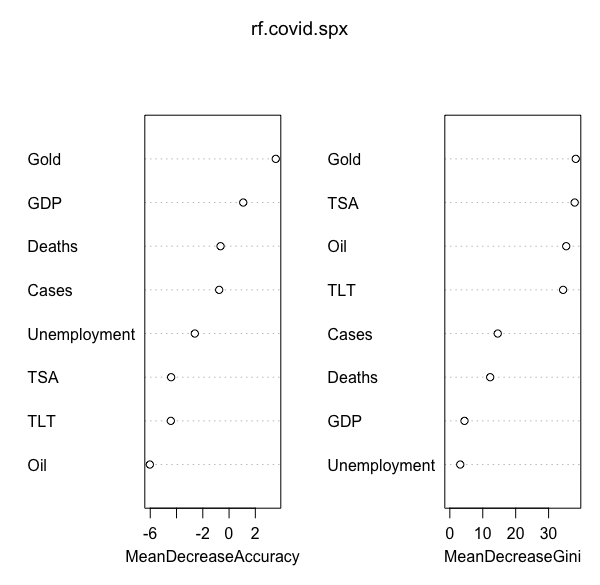 rf.covid.spx
Gold
GDP
Deaths
Cases
Unemployment
TSA
TLT
Oil
-6 -2 0 2
MeanDecreaseAccuracy
Gold
TSA
Oil
TLT
Cases
Deaths
GDP
Unemployment
0 10 20 30
MeanDecreaseGini